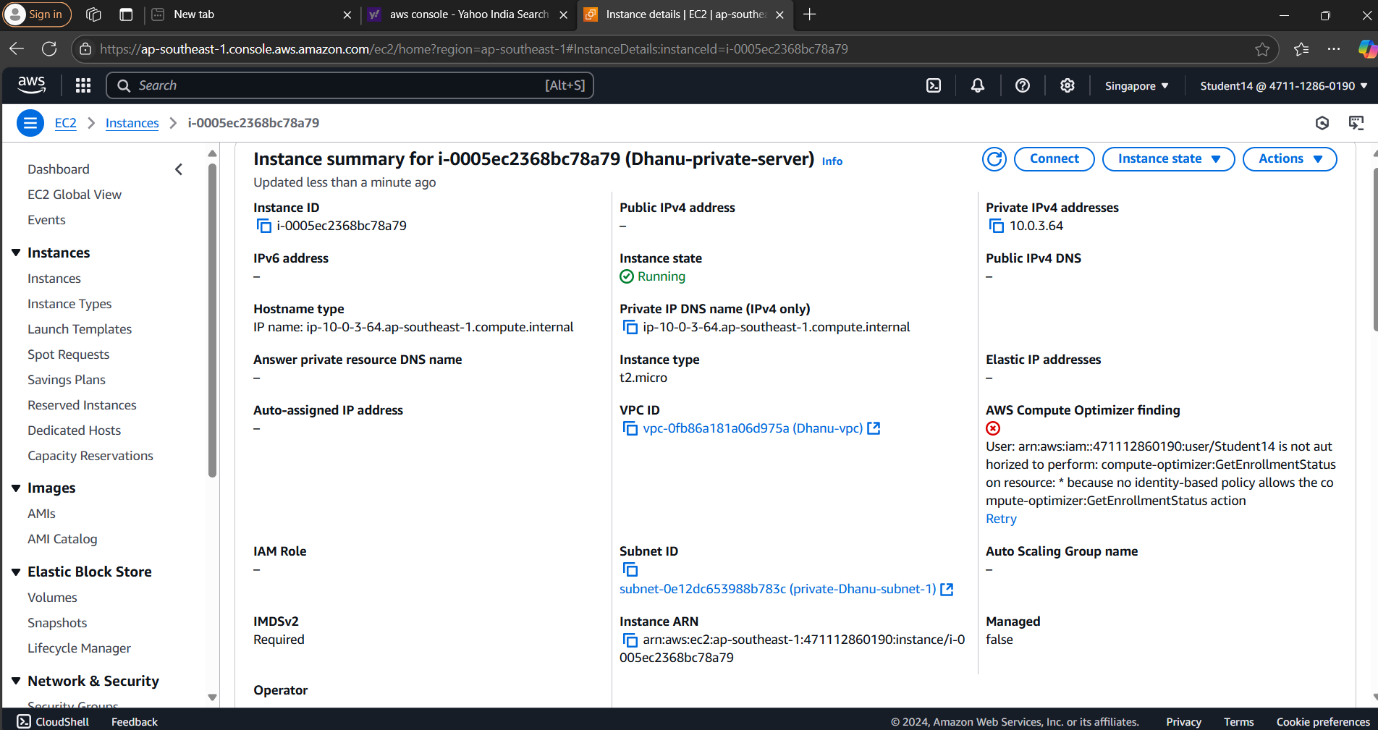 Sign in
New tab
aws console - Yahoo India Search
Instance details | EC2 | ap-southea
https://ap-southeast-1.console.aws.amazon.com/ec2/home?region=ap-southeast-1#InstanceDetails:instanceId=i-0005ec2368bc78a79
aws
Search
[Alt+S]
Singapore
Student14 @ 4711-1286-0190
EC2
Instances
i-0005ec2368bc78a79
Dashboard
EC2 Global View
Events
Instances
Instances
Instance Types
Launch Templates
Spot Requests
Savings Plans
Reserved Instances
Dedicated Hosts
Capacity Reservations
Images
AMIs
AMI Catalog
Elastic Block Store
Volumes
Snapshots
Lifecycle Manager
Network & Security
Security Groups
Instance summary for i-0005ec2368bc78a79 (Dhanu-private-server) Info
Updated less than a minute ago
Connect
Instance state
Actions
Instance ID
i-0005ec2368bc78a79
Public IPv4 address
–
Private IPv4 addresses
10.0.3.64
IPv6 address
–
Instance state
Running
Public IPv4 DNS
–
Hostname type
IP name: ip-10-0-3-64.ap-southeast-1.compute.internal
Private IP DNS name (IPv4 only)
ip-10-0-3-64.ap-southeast-1.compute.internal
Answer private resource DNS name
–
Instance type
t2.micro
Elastic IP addresses
–
Auto-assigned IP address
–
VPC ID
vpc-0fb86a181a06d975a (Dhanu-vpc)
AWS Compute Optimizer finding
User: arn:aws:iam::471112860190:user/Student14 is not aut
horized to perform: compute-optimizer:GetEnrollmentStatus
on resource: * because no identity-based policy allows the co
mpute-optimizer:GetEnrollmentStatus action
Retry
IAM Role
–
Subnet ID
subnet-0e12dc653988b783c (private-Dhanu-subnet-1)
Auto Scaling Group name
–
IMDSv2
Required
Instance ARN
arn:aws:ec2:ap-southeast-1:471112860190:instance/i-0
005ec2368bc78a79
Managed
false
Operator
CloudShell
Feedback
© 2024, Amazon Web Services, Inc. or its affiliates.
Privacy
Terms
Cookie preferences